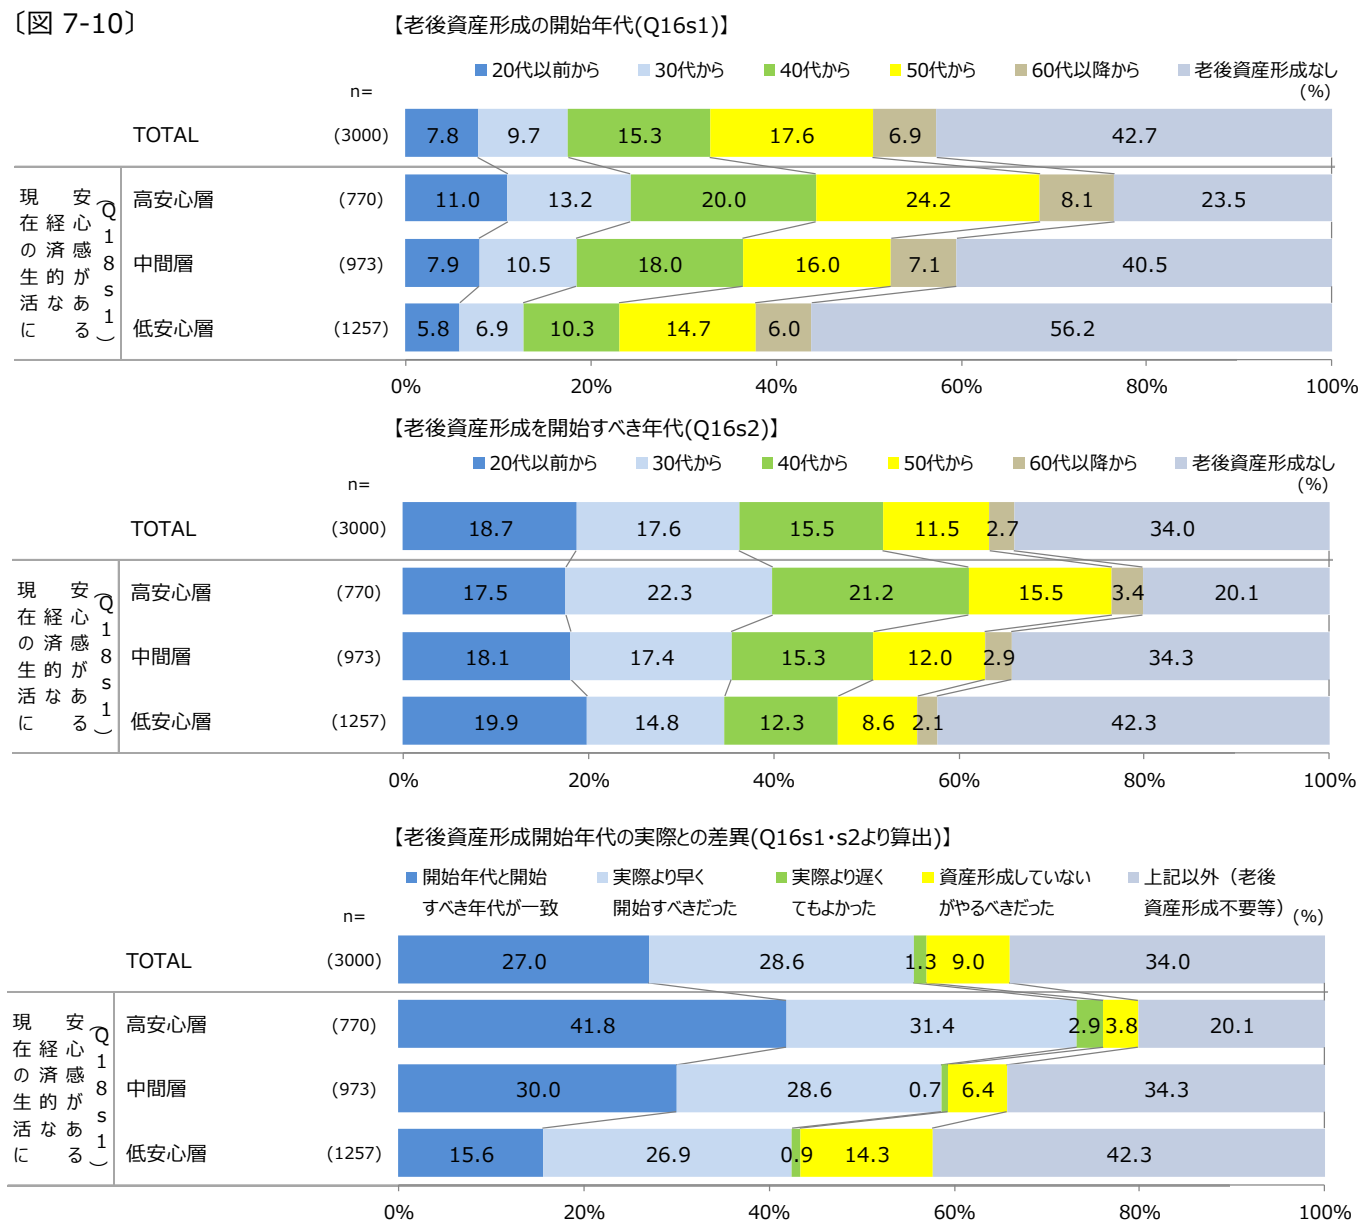 〔図 7-10〕
【老後資産形成の開始年代(Q16s1)】
20代以前から 30代から 40代から 50代から 60代以降から 老後資産形成なし
n= (%)
TOTAL (3000) 7.8 9.7 15.3 17.6 6.9 42.7
現在の生活に経済的な安心感がある(Q18s1)
高安心層 (770) 11.0 13.2 20.0 24.2 8.1 23.5
中間層 (973) 7.9 10.5 18.0 16.0 7.1 40.5
低安心層 (1257) 5.8 6.9 10.3 14.7 6.0 56.2
0% 20% 40% 60% 80% 100%
【老後資産形成を開始すべき年代(Q16s2)】
20代以前から 30代から 40代から 50代から 60代以降から 老後資産形成なし
n= (%)
TOTAL (3000) 18.7 17.6 15.5 11.5 2.7 34.0
現在の生活に経済的な安心感がある(Q18s1)
高安心層 (770) 17.5 22.3 21.2 15.5 3.4 20.1
中間層 (973) 18.1 17.4 15.3 12.0 2.9 34.3
低安心層 (1257) 19.9 14.8 12.3 8.6 2.1 42.3
0% 20% 40% 60% 80% 100%
【老後資産形成開始年代の実際との差異(Q16s1・s2より算出)】
開始年代と開始 実際より早く 実際より遅く 資産形成していない 上記以外（老後
すべき年代が一致 開始すべきだった てもよかった がやるべきだった 資産形成不要等）
n= (%)
TOTAL (3000) 27.0 28.6 1.3 9.0 34.0
現在の生活に経済的な安心感がある(Q18s1)
高安心層 (770) 41.8 31.4 2.9 3.8 20.1
中間層 (973) 30.0 28.6 0.7 6.4 34.3
低安心層 (1257) 15.6 26.9 0.9 14.3 42.3
0% 20% 40% 60% 80% 100%